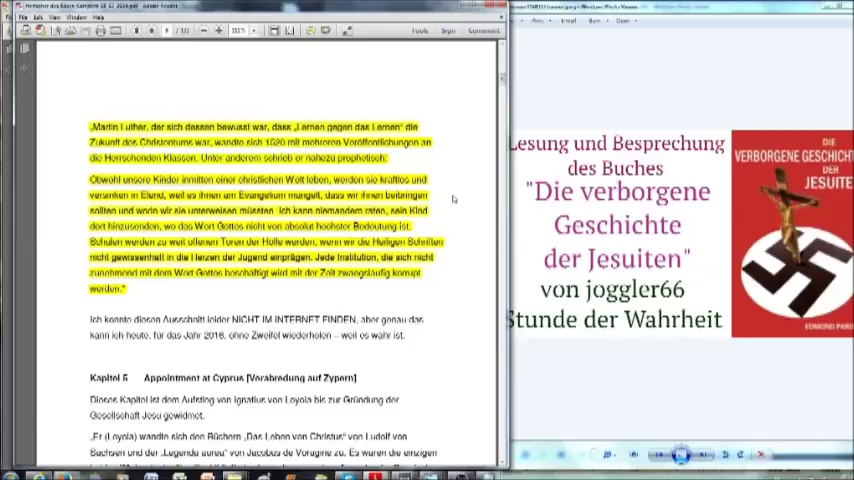 Tools
Sign
Comment
„Martin Luther, der sich dessen bewusst war, dass „Lernen gegen das Lernen“ die
Zukunft des Christentums war, wandte sich 1520 mit mehreren Veröffentlichungen an
die Herrschenden Klassen. Unter anderem schrieb er nahezu prophetisch:
Obwohl unsere Kinder inmitten einer christlichen Welt leben, werden sie kraftlos und
versinken in Elend, weil es ihnen am Evangelium mangelt, dass wir ihnen beibringen
sollten und worin wir sie unterweisen müssten. Ich kann niemandem raten, sein Kind
dort hinzusenden, wo das Wort Gottes nicht von absolut höchster Bedeutung ist.
Schulen werden zu weit offenen Toren der Hölle werden, wenn wir die Heiligen Schriften
nicht gewissenhaft in die Herzen der Jugend einprägen. Jede Institution, die sich nicht
zunehmend mit dem Wort Gottes beschäftigt wird mit der Zeit zwangsläufig korrupt
werden.“
Ich konnte diesen Ausschnitt leider NICHT IM INTERNET FINDEN, aber genau das
kann ich heute, für das Jahr 2016, ohne Zweifel wiederholen – weil es wahr ist.
Kapitel 5 Appointment at Cyprus [Verabredung auf Zypern]
Dieses Kapitel ist dem Aufstieg von Ignatius von Loyola bis zur Gründung der
Gesellschaft Jesu gewidmet.
„Er (Loyola) wandte sich den Büchern „Das Leben von Christus“ von Ludolf von
Sachsen und der „Legenda aurea“ von Jacobus de Voragine zu. Es waren die einzigen
Lesung und Besprechung
des Buches
"Die verborgene
Geschichte
der Jesuiten"
von joggler66
Stunde der Wahrheit
DIE
VERBORGENE GESCHICHT
DER
JESUITE
EDMOND PARI